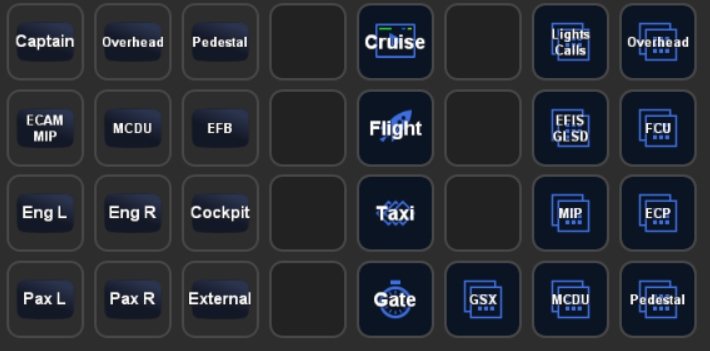 Captain
Overhead
Pedestal
Cruise
Lights
Calls
Overhead
ECAM
MIP
MCDU
EFB
Flight
EFIS
GLSD
FCU
Eng L
Eng R
Cockpit
Taxi
MIP
ECP
Pax L
Pax R
External
Gate
GSX
MCDU
Pedestal